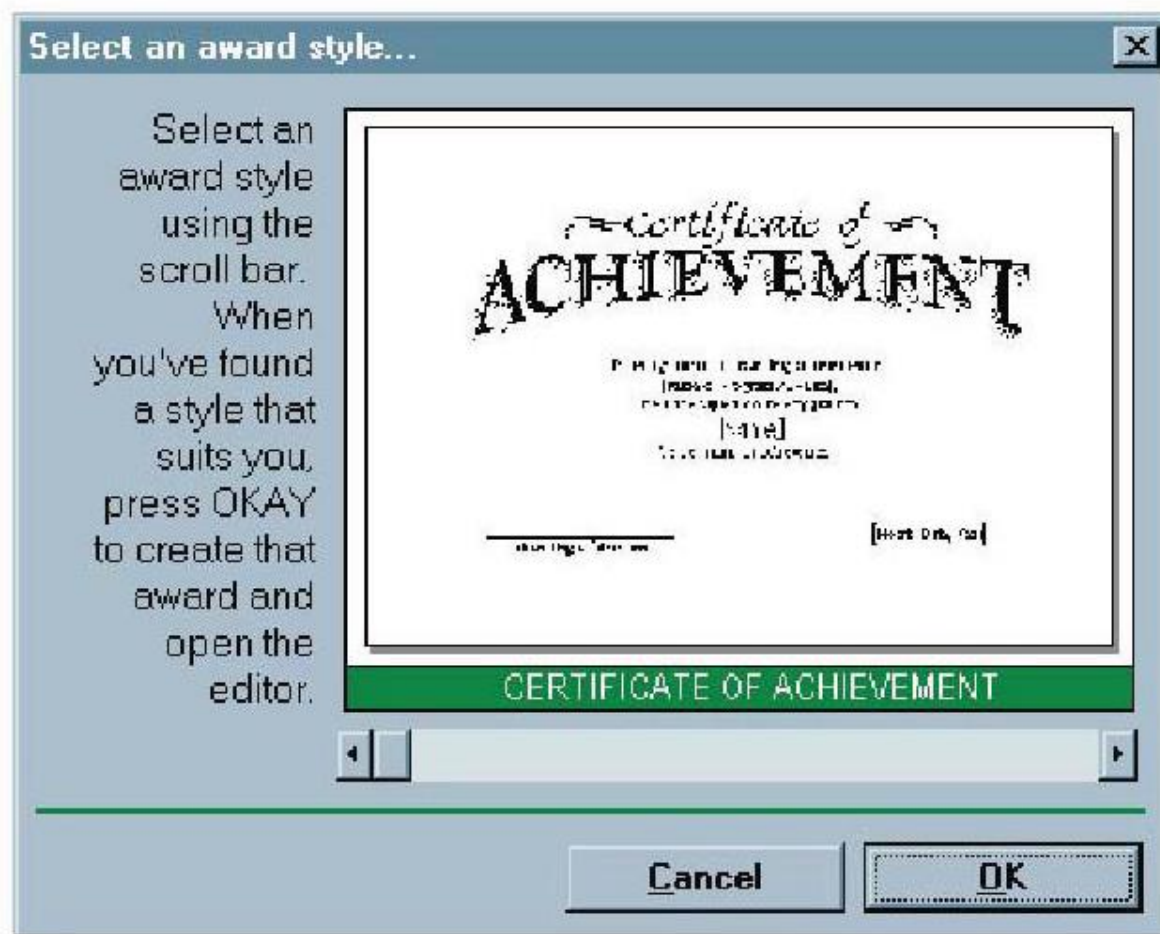 Select an award style...
Select an
award style
using the
scroll bar.
When
you've found
a style that
suits you,
press OKAY
to create that
award and
open the
editor.
Certificate of
ACHIEVEMENT
[Name]
CERTIFICATE OF ACHIEVEMENT
Cancel
OK